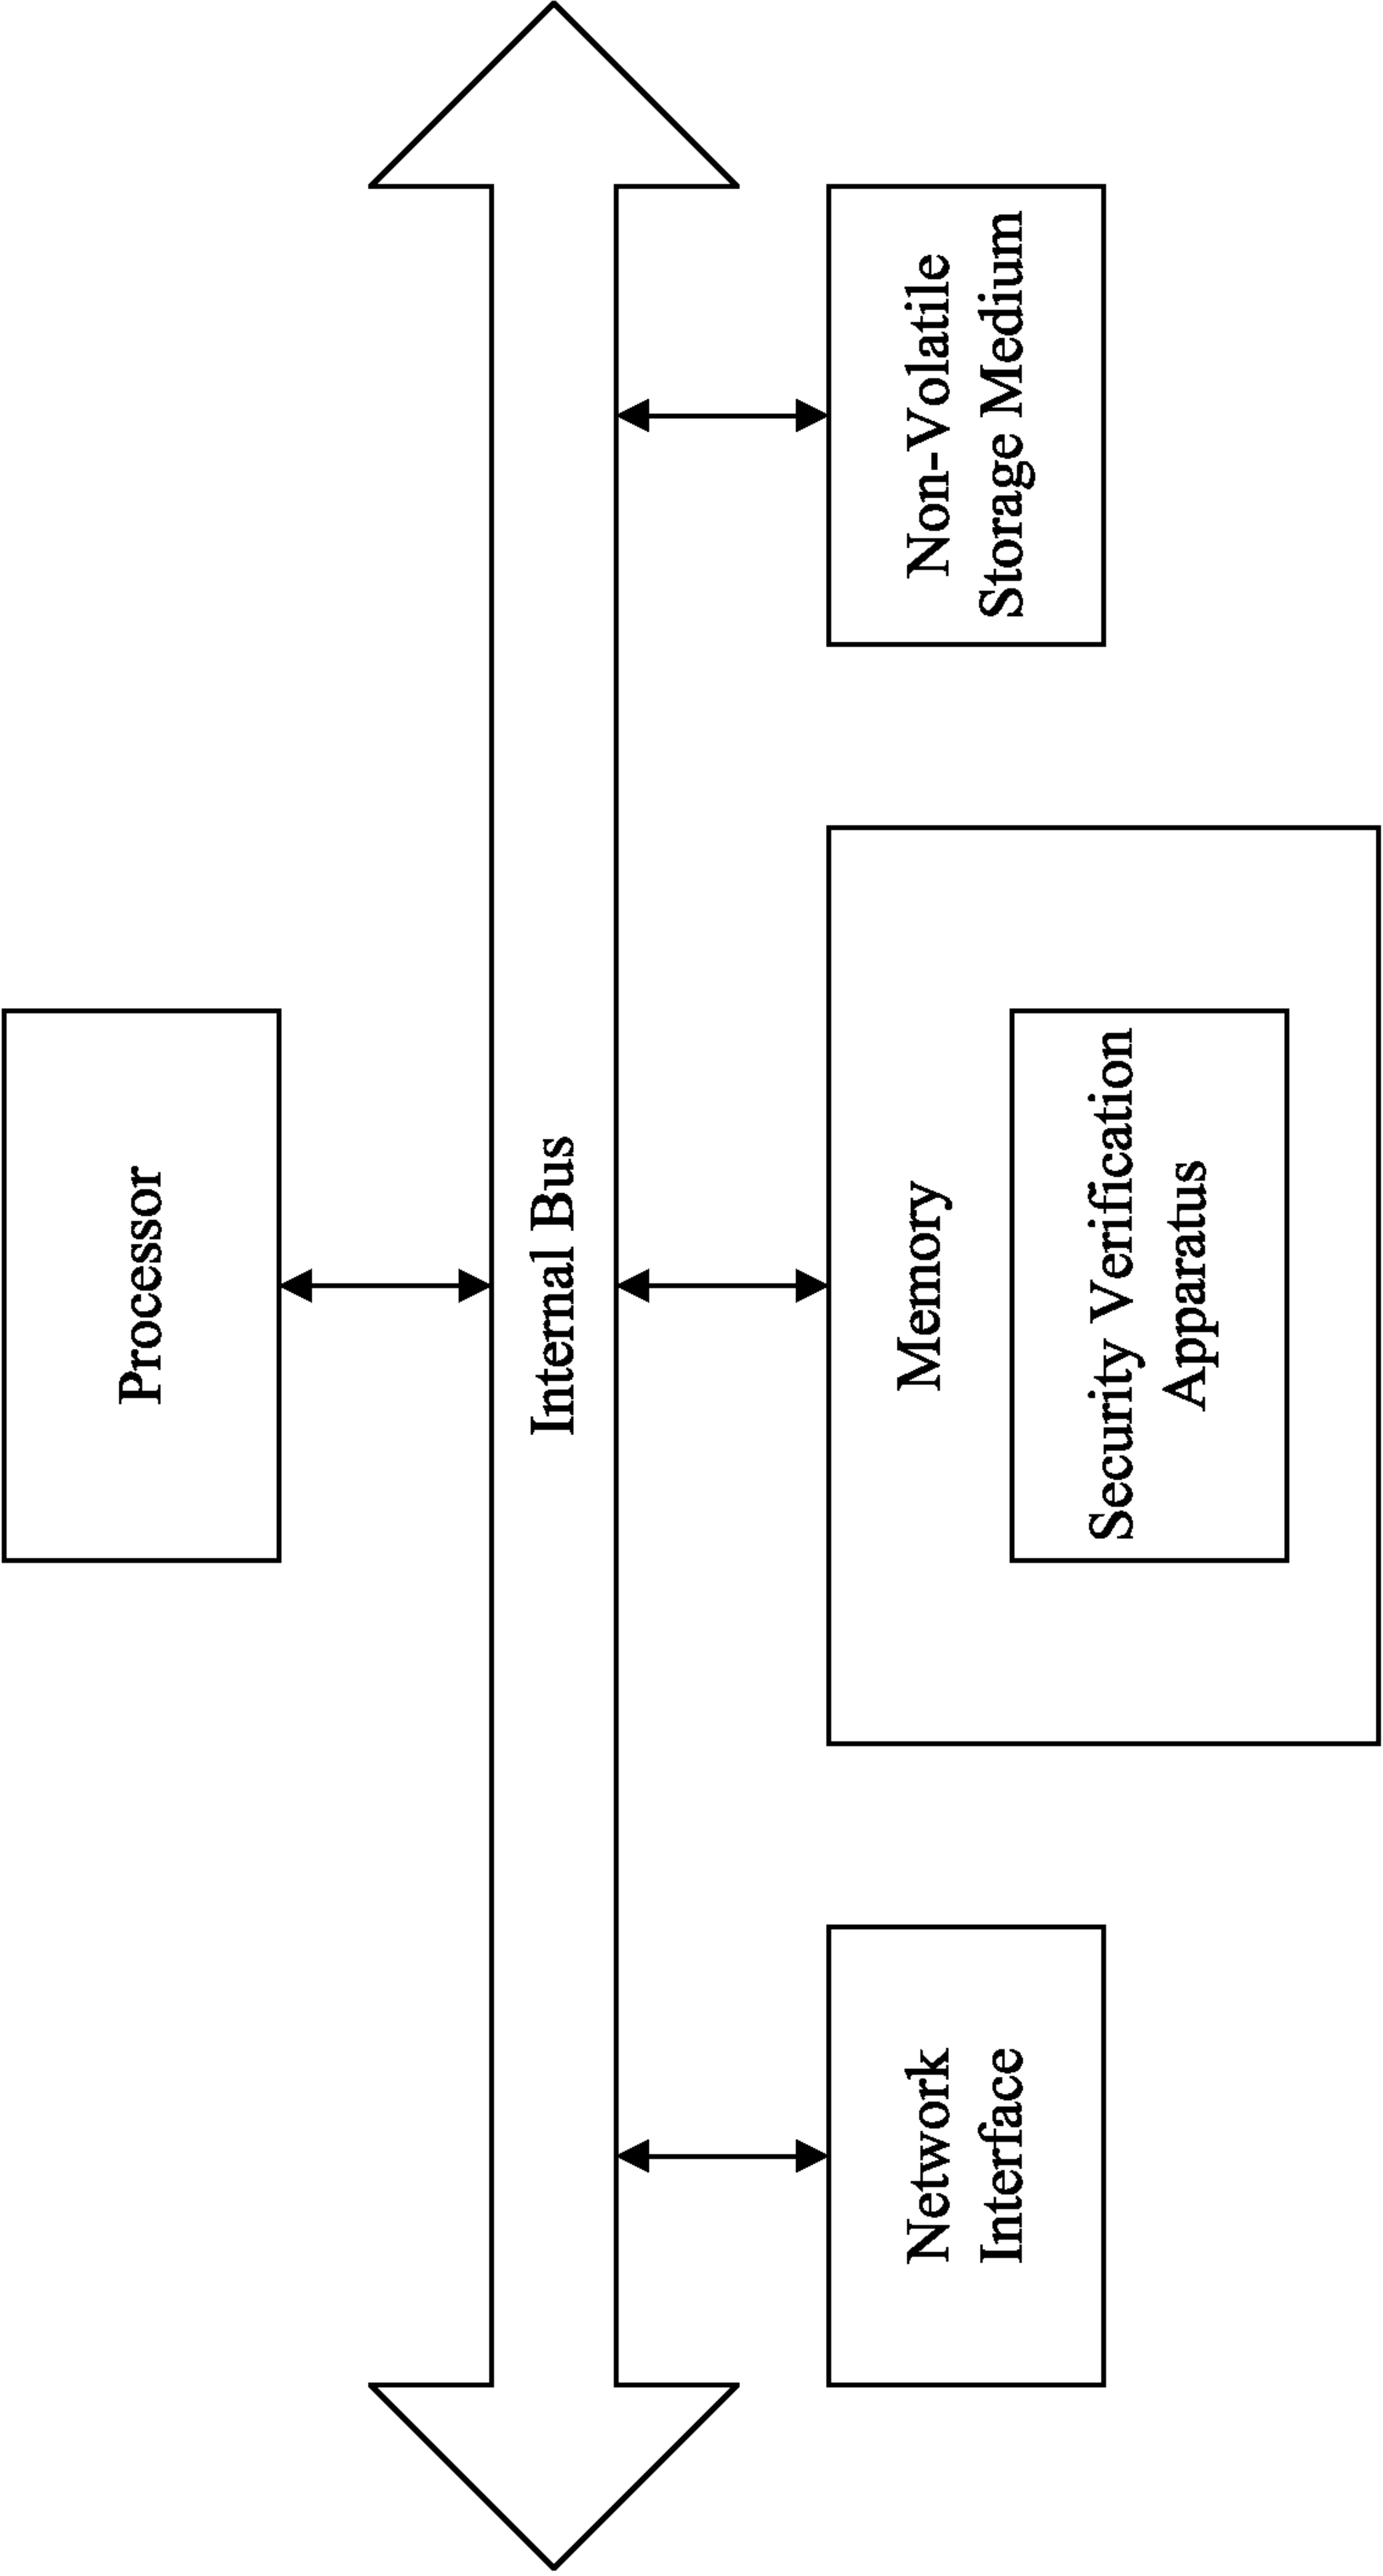 Processor
Internal Bus
Network
Interface
Memory
Security Verification
Apparatus
Non-Volatile
Storage Medium